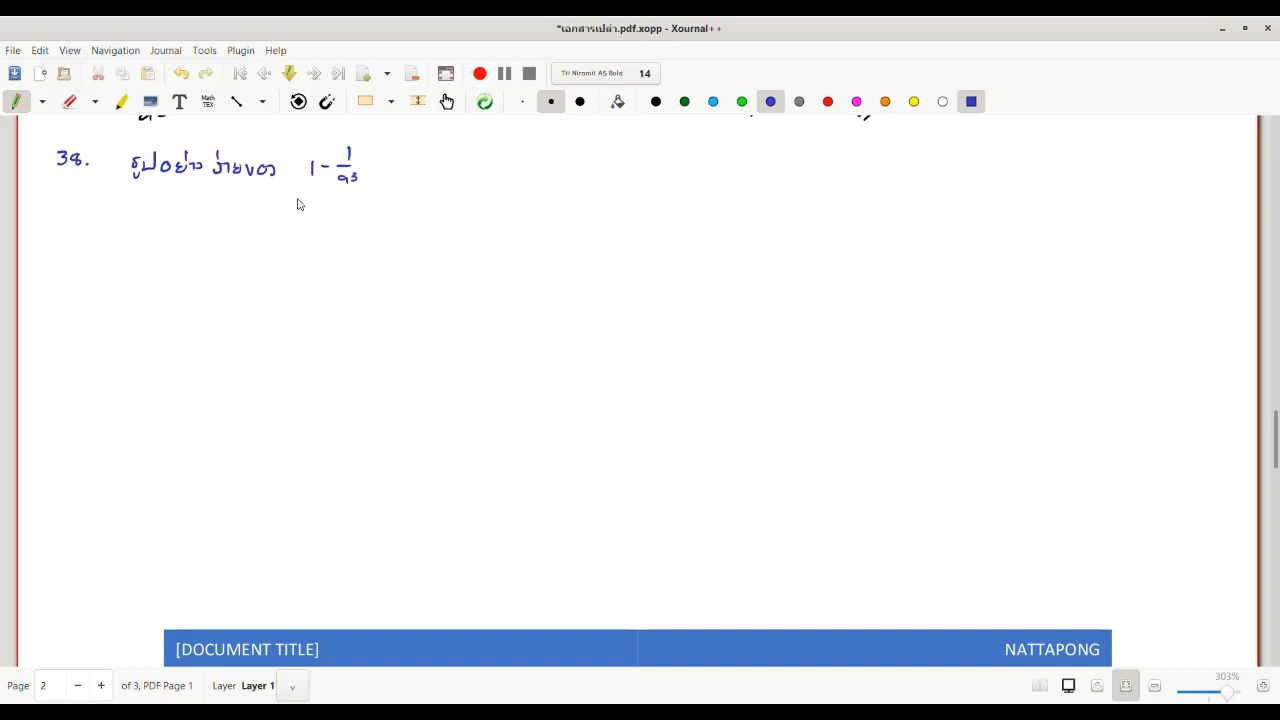 *เอกสารเปล่า.pdf.xopp - Xournal++
File Edit View Navigation Journal Tools Plugin Help
TH Niramit AS Bold 14
Math TEX
38. รูปอย่างง่ายของ 1 - 1/a³
[DOCUMENT TITLE] NATTAPONG
303%
Page 2 of 3, PDF Page 1 Layer Layer 1